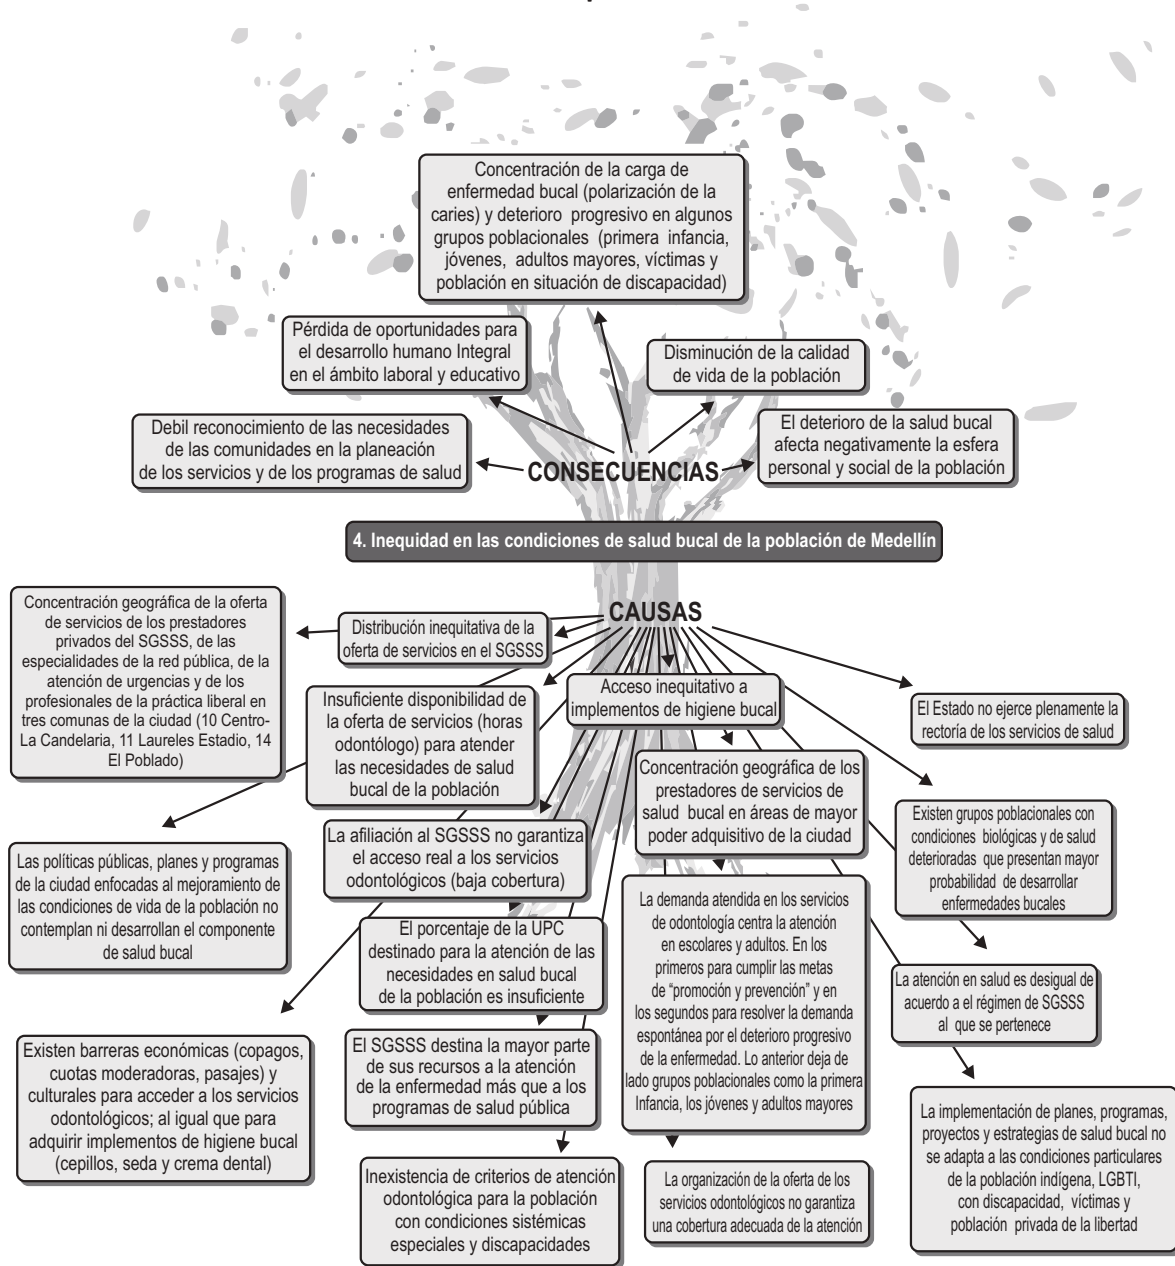 Concentración de la carga de
enfermedad bucal (polarización de la
caries) y deterioro progresivo en algunos
grupos poblacionales (primera infancia,
jóvenes, adultos mayores, víctimas y
población en situación de discapacidad)
Pérdida de oportunidades para
el desarrollo humano Integral
en el ámbito laboral y educativo
Disminución de la calidad
de vida de la población
Debil reconocimiento de las necesidades
de las comunidades en la planeación
de los servicios y de los programas de salud
El deterioro de la salud bucal
afecta negativamente la esfera
personal y social de la población
CONSECUENCIAS
4. Inequidad en las condiciones de salud bucal de la población de Medellín
CAUSAS
Concentración geográfica de la oferta
de servicios de los prestadores
privados del SGSSS, de las
especialidades de la red pública, de la
atención de urgencias y de los
profesionales de la práctica liberal en
tres comunas de la ciudad (10 Centro-
La Candelaria, 11 Laureles Estadio, 14
El Poblado)
Distribución inequitativa de la
oferta de servicios en el SGSSS
Insuficiente disponibilidad de
la oferta de servicios (horas
odontólogo) para atender
las necesidades de salud
bucal de la población
Acceso inequitativo a
implementos de higiene bucal
El Estado no ejerce plenamente la
rectoría de los servicios de salud
Concentración geográfica de los
prestadores de servicios de
salud bucal en áreas de mayor
poder adquisitivo de la ciudad
Existen grupos poblacionales con
condiciones biológicas y de salud
deterioradas que presentan mayor
probabilidad de desarrollar
enfermedades bucales
La afiliación al SGSSS no garantiza
el acceso real a los servicios
odontológicos (baja cobertura)
Las políticas públicas, planes y programas
de la ciudad enfocadas al mejoramiento de
las condiciones de vida de la población no
contemplan ni desarrollan el componente
de salud bucal
La demanda atendida en los servicios
de odontología centra la atención
en escolares y adultos. En los
primeros para cumplir las metas
de “promoción y prevención” y en
los segundos para resolver la demanda
espontánea por el deterioro progresivo
de la enfermedad. Lo anterior deja de
lado grupos poblacionales como la primera
Infancia, los jóvenes y adultos mayores
El porcentaje de la UPC
destinado para la atención de las
necesidades en salud bucal
de la población es insuficiente
La atención en salud es desigual de
acuerdo a el régimen de SGSSS
al que se pertenece
Existen barreras económicas (copagos,
cuotas moderadoras, pasajes) y
culturales para acceder a los servicios
odontológicos; al igual que para
adquirir implementos de higiene bucal
(cepillos, seda y crema dental)
El SGSSS destina la mayor parte
de sus recursos a la atención
de la enfermedad más que a los
programas de salud pública
La implementación de planes, programas,
proyectos y estrategias de salud bucal no
se adapta a las condiciones particulares
de la población indígena, LGBTI,
con discapacidad, víctimas y
población privada de la libertad
Inexistencia de criterios de atención
odontológica para la población
con condiciones sistémicas
especiales y discapacidades
La organización de la oferta de los
servicios odontológicos no garantiza
una cobertura adecuada de la atención